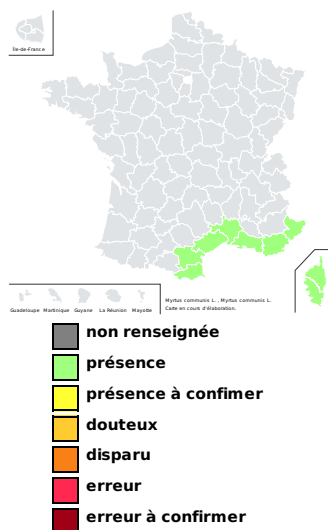 Île-de-France
Guadeloupe Martinique Guyane La Réunion Mayotte
Myrtus communis L., Myrtus communis L.
Carte en cours d'élaboration.
non renseignée
présence
présence à confimer
douteux
disparu
erreur
erreur à confirmer